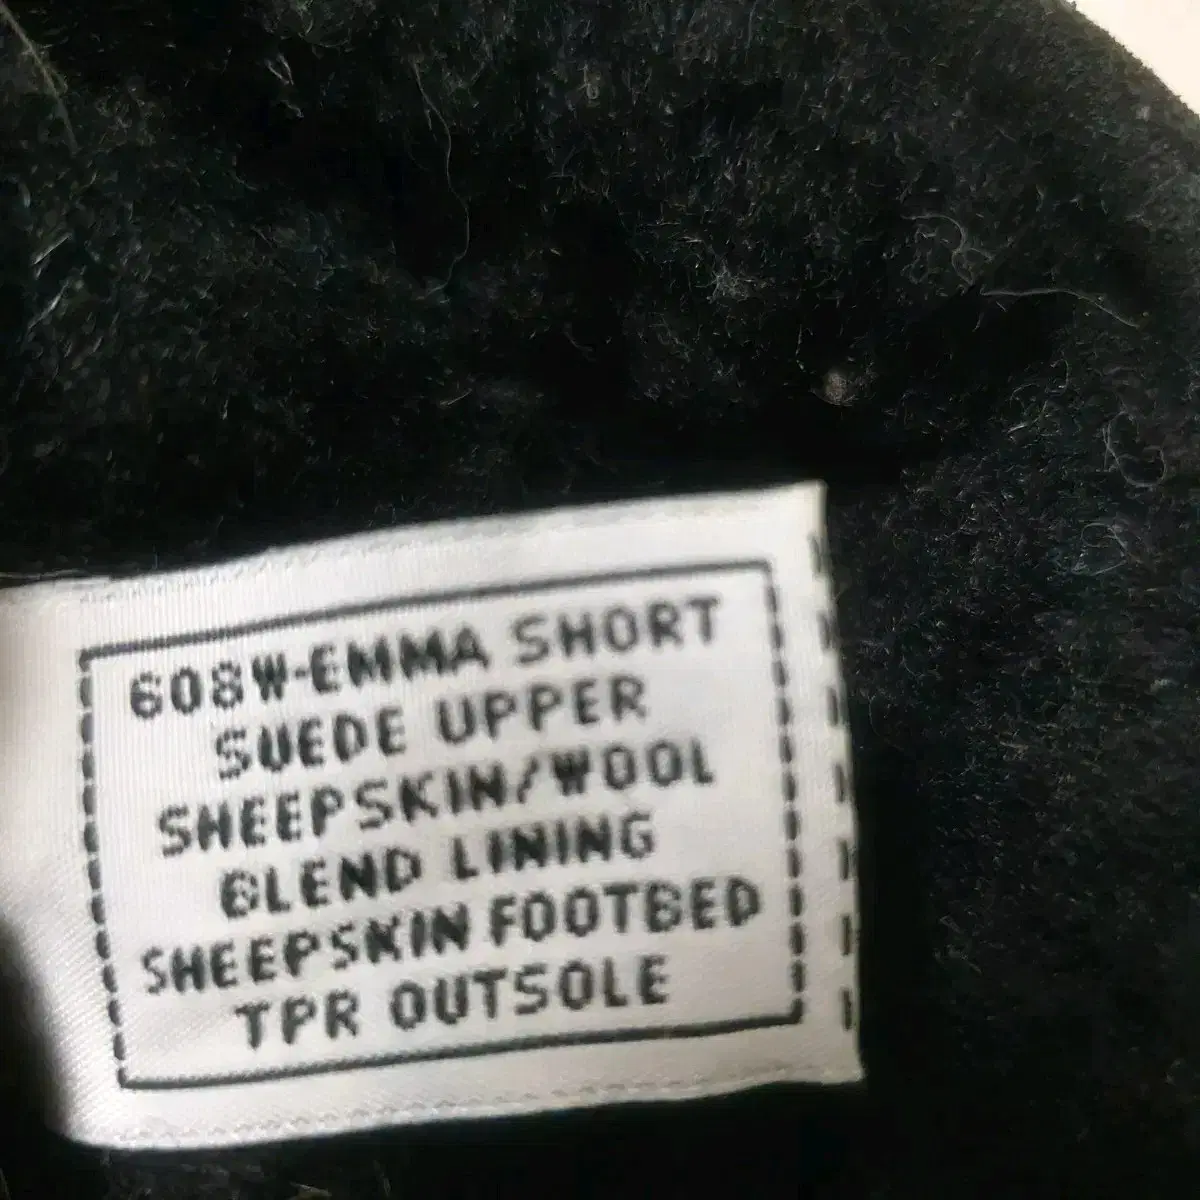 608W-EMMA SHORT
SUEDE UPPER
SHEEPSKIN/WOOL
BLEND LINING
SHEEPSKIN FOOTBED
TPR OUTSOLE